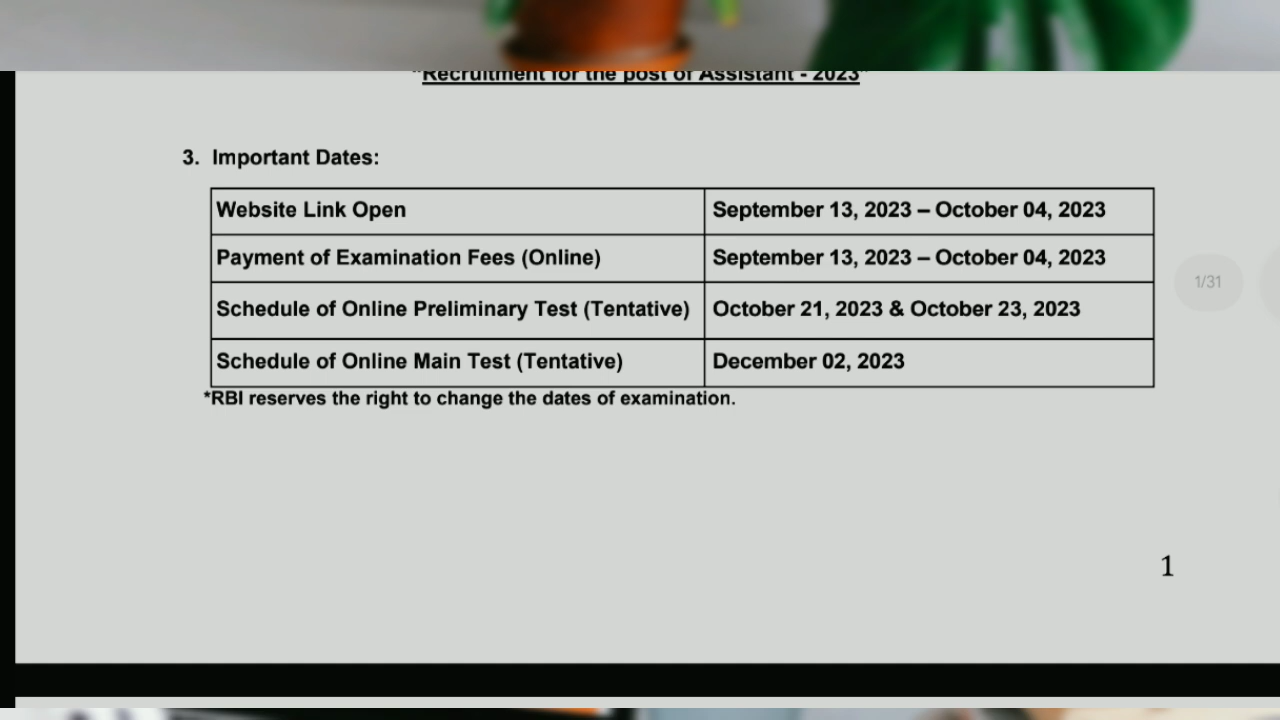 "Recruitment for the post of Assistant - 2023"
3. Important Dates:
Website Link Open September 13, 2023 – October 04, 2023
Payment of Examination Fees (Online) September 13, 2023 – October 04, 2023
1/31
Schedule of Online Preliminary Test (Tentative) October 21, 2023 & October 23, 2023
Schedule of Online Main Test (Tentative) December 02, 2023
*RBI reserves the right to change the dates of examination.
1